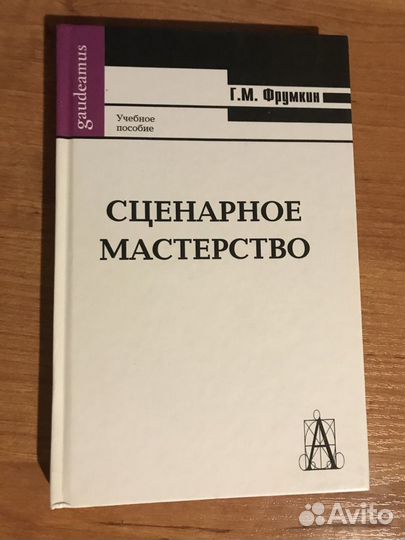 gaudeamus
Г.М. Фрумкин
Учебное
пособие
СЦЕНАРНОЕ
МАСТЕРСТВО
А
Avito